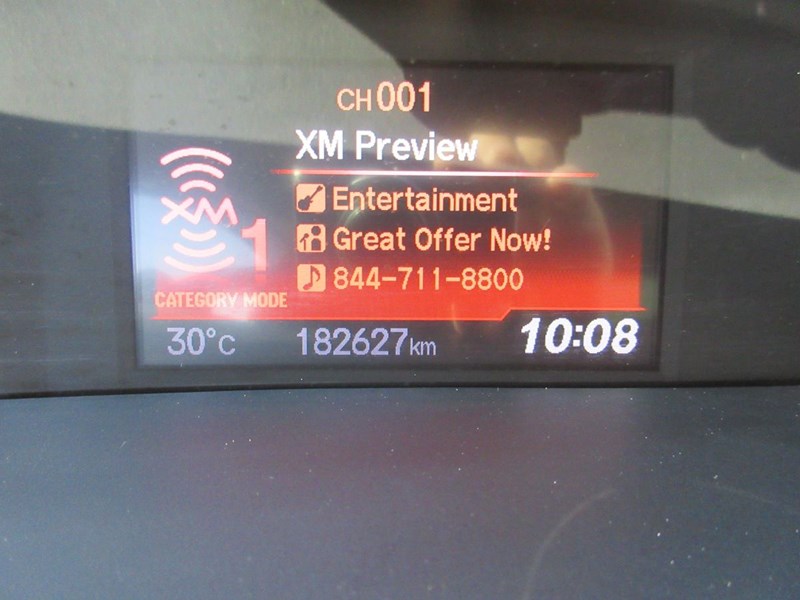 CH001
XM Preview
Entertainment
Great Offer Now!
844-711-8800
XM
1
CATEGORY MODE
30°C 182627km 10:08